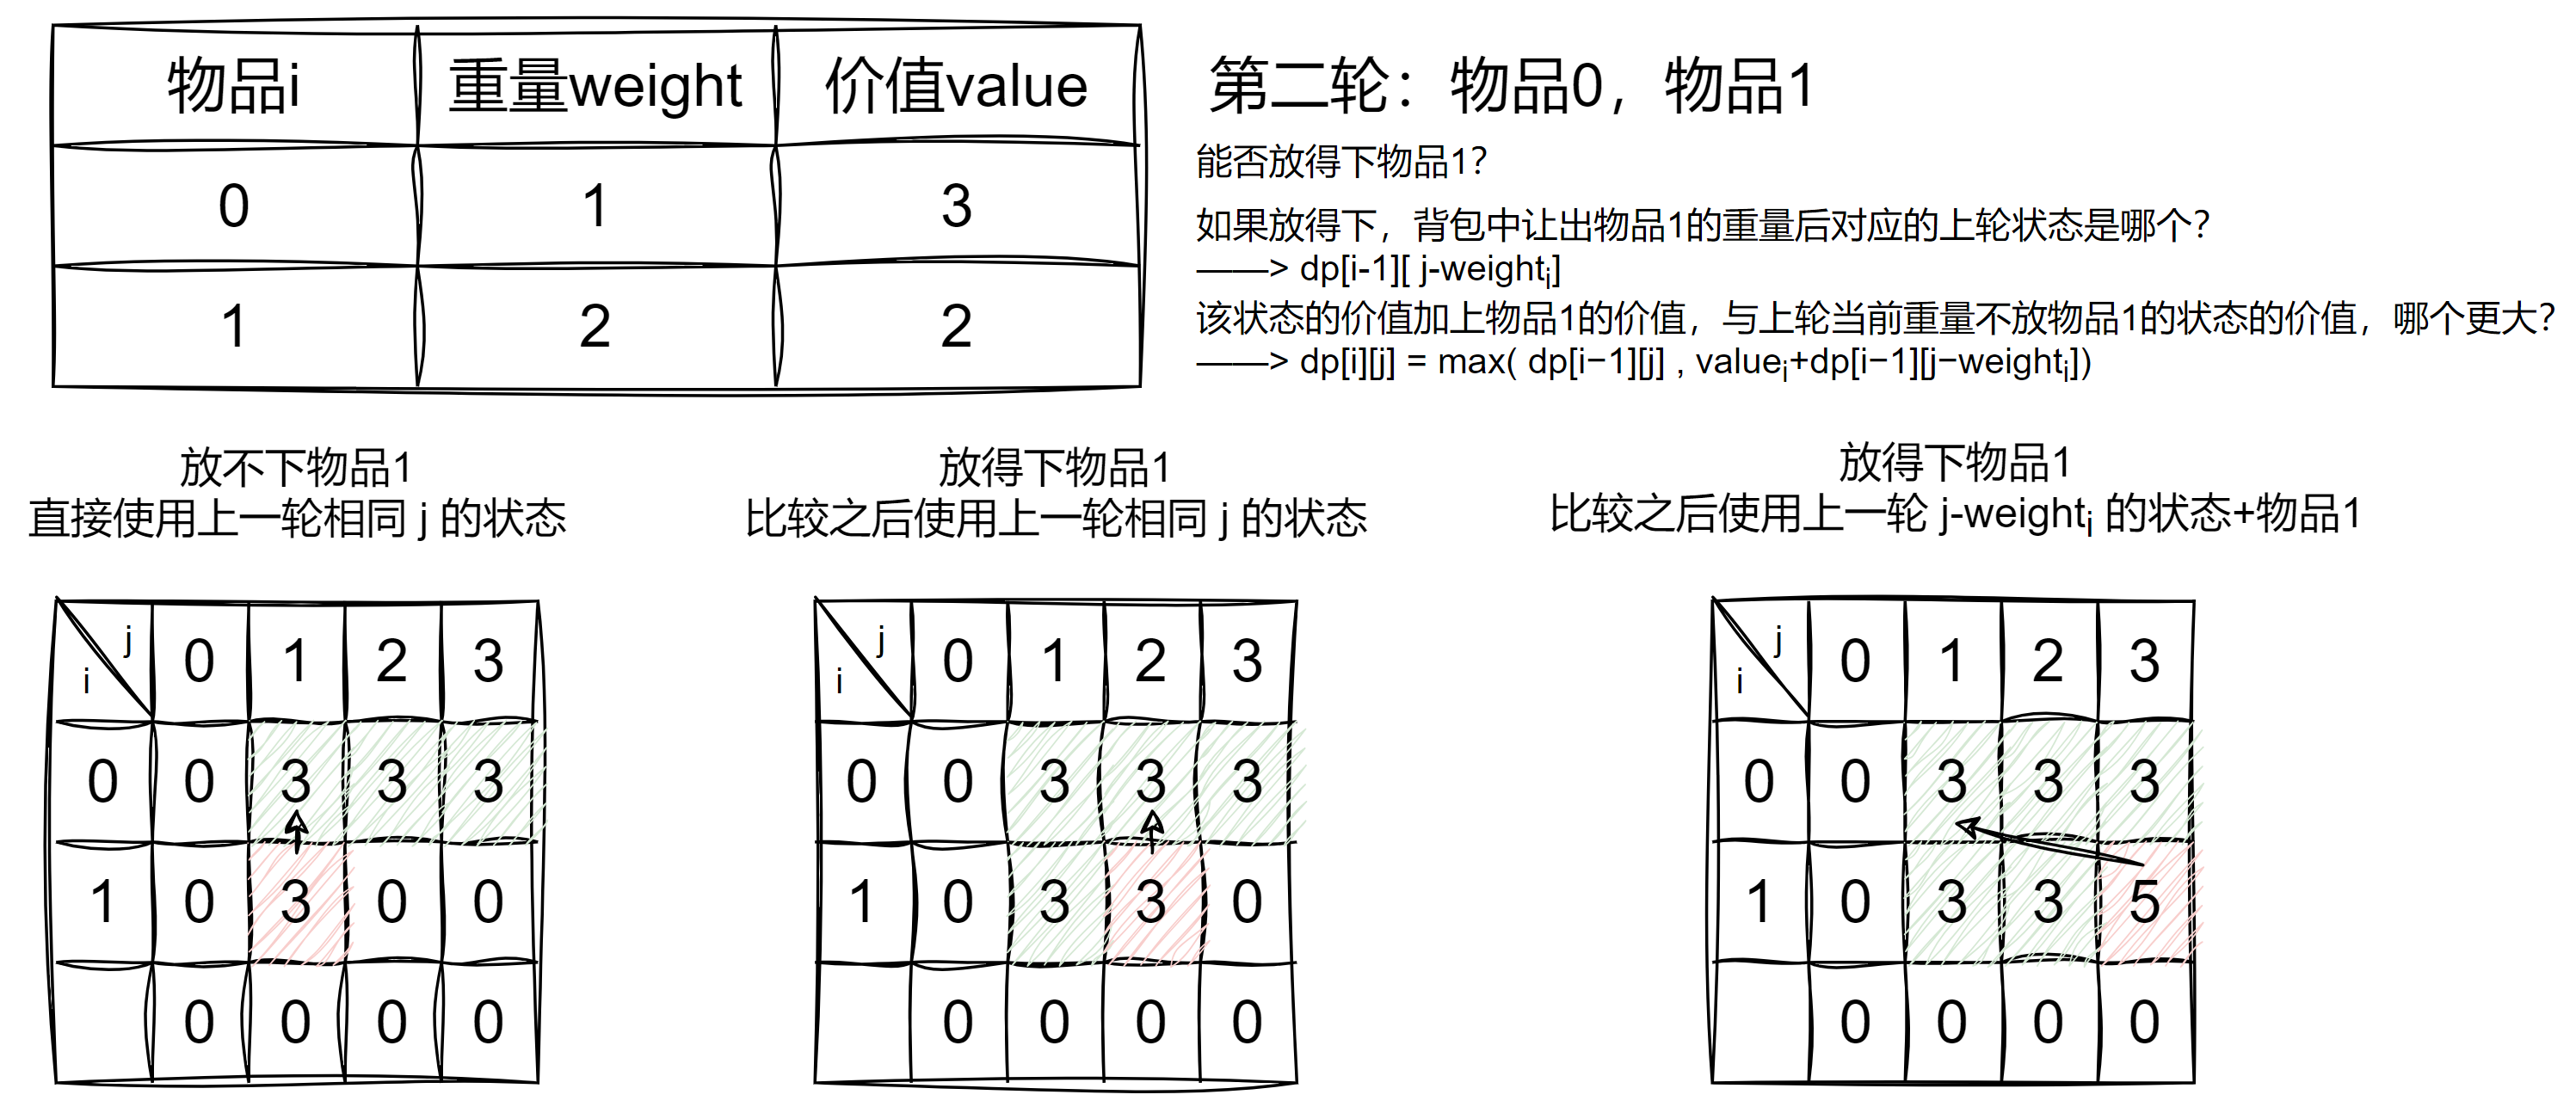 物品i 重量weight 价值value
0 1 3
1 2 2
第二轮：物品0，物品1
能否放得下物品1？
如果放得下，背包中让出物品1的重量后对应的上轮状态是哪个？
——> dp[i-1][ j-weightᵢ]
该状态的价值加上物品1的价值，与上轮当前重量不放物品1的状态的价值，哪个更大？
——> dp[i][j] = max( dp[i−1][j] , valueᵢ+dp[i−1][j−weightᵢ])
放不下物品1
直接使用上一轮相同 j 的状态
j
i 0 1 2 3
0 0 3 3 3
1 0 3 0 0
0 0 0 0
放得下物品1
比较之后使用上一轮相同 j 的状态
j
i 0 1 2 3
0 0 3 3 3
1 0 3 3 0
0 0 0 0
放得下物品1
比较之后使用上一轮 j-weightᵢ 的状态+物品1
j
i 0 1 2 3
0 0 3 3 3
1 0 3 3 5
0 0 0 0